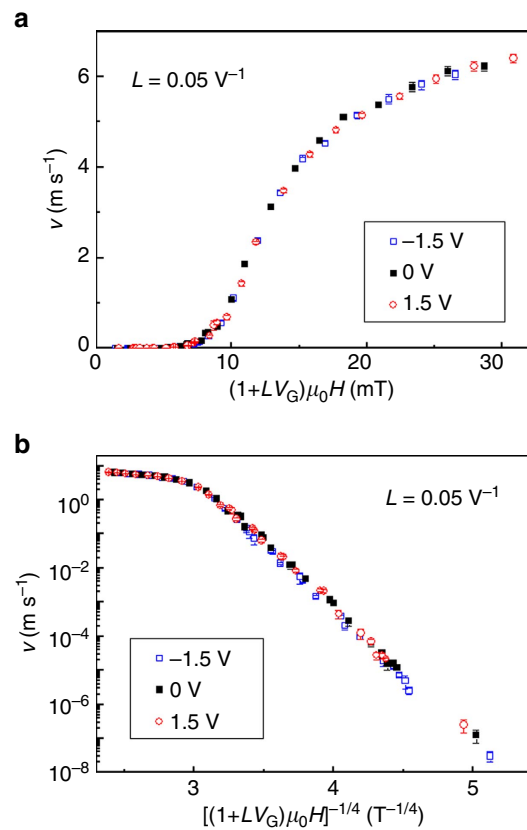 a
L = 0.05 V⁻¹
6
4
2
0
v (m s⁻¹)
−1.5 V
0 V
1.5 V
0 10 20 30
(1+LV_G)μ₀H (mT)
b
L = 0.05 V⁻¹
10⁰
10⁻²
10⁻⁴
10⁻⁶
10⁻⁸
v (m s⁻¹)
−1.5 V
0 V
1.5 V
3 4 5
[(1+LV_G)μ₀H]⁻¹/⁴ (T⁻¹/⁴)